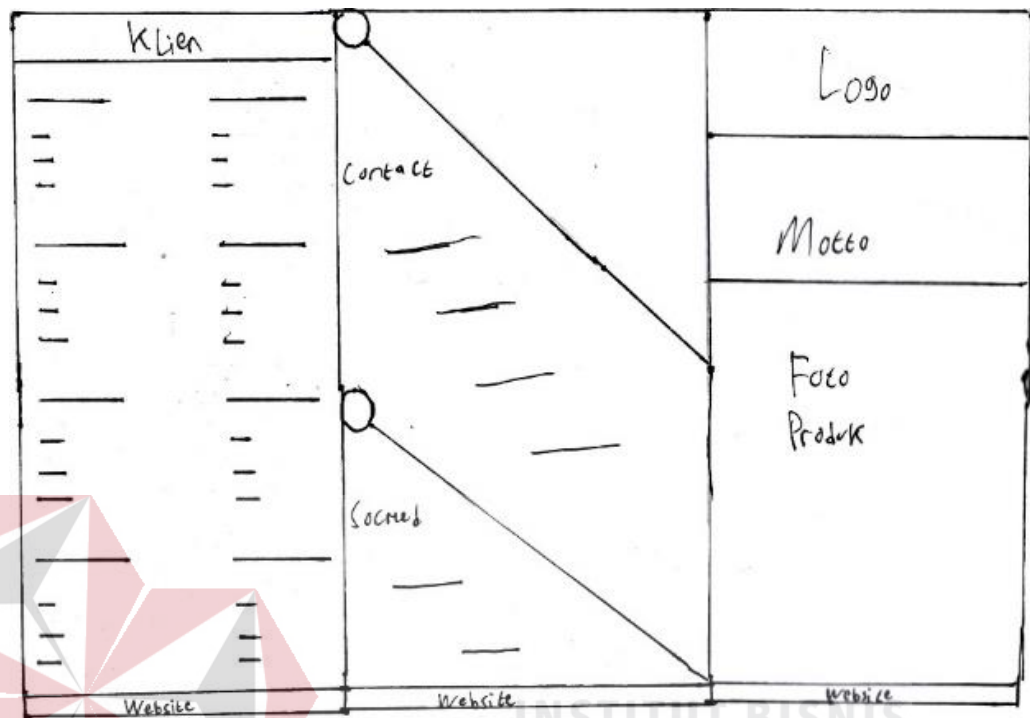 Klien
Contact
Socmed
Logo
Motto
Foto
Produk
Website
Website
Website
INSTITUT BISNIS